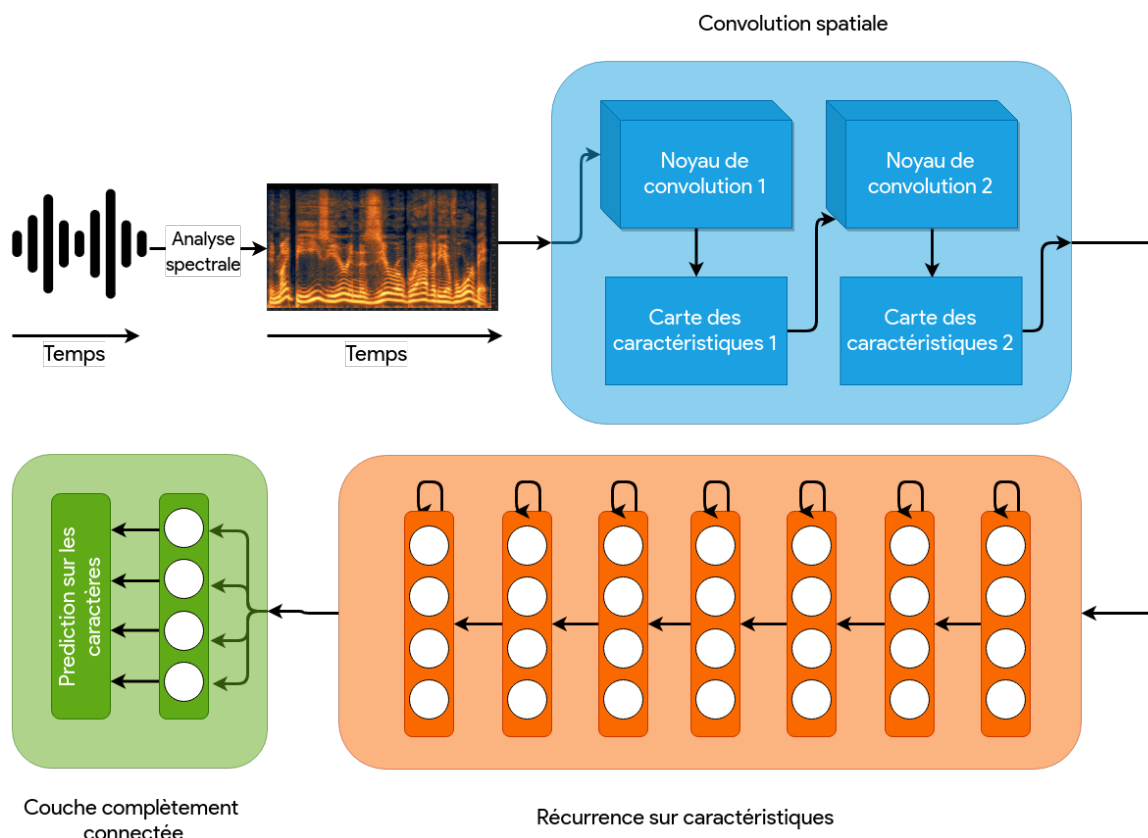 Convolution spatiale
Noyau de
convolution 1
Noyau de
convolution 2
Analyse
spectrale
Carte des
caractéristiques 1
Carte des
caractéristiques 2
Temps
Temps
Prediction sur les
caractères
Couche complètement
connectée
Récurrence sur caractéristiques